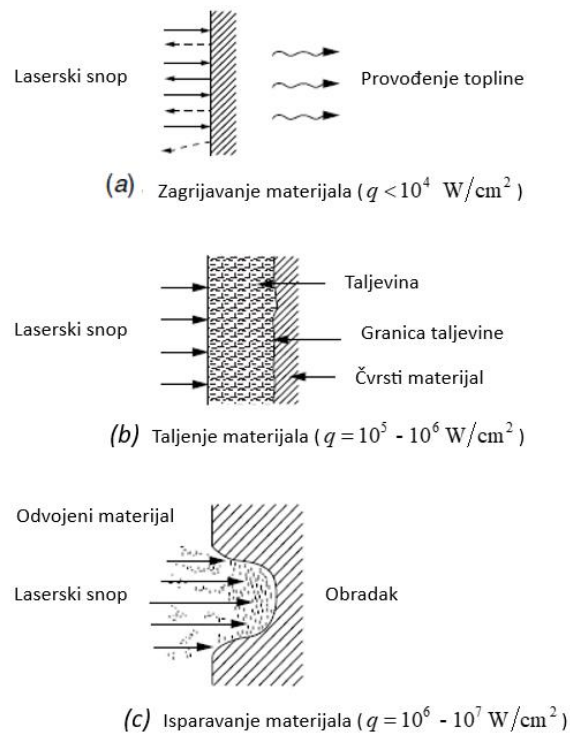 Laserski snop
Provođenje topline
(a) Zagrijavanje materijala ( q < 10⁴ W/cm² )
Taljevina
Laserski snop
Granica taljevine
Čvrsti materijal
(b) Taljenje materijala ( q = 10⁵ - 10⁶ W/cm² )
Odvojeni materijal
Laserski snop
Obradak
(c) Isparavanje materijala ( q = 10⁶ - 10⁷ W/cm² )